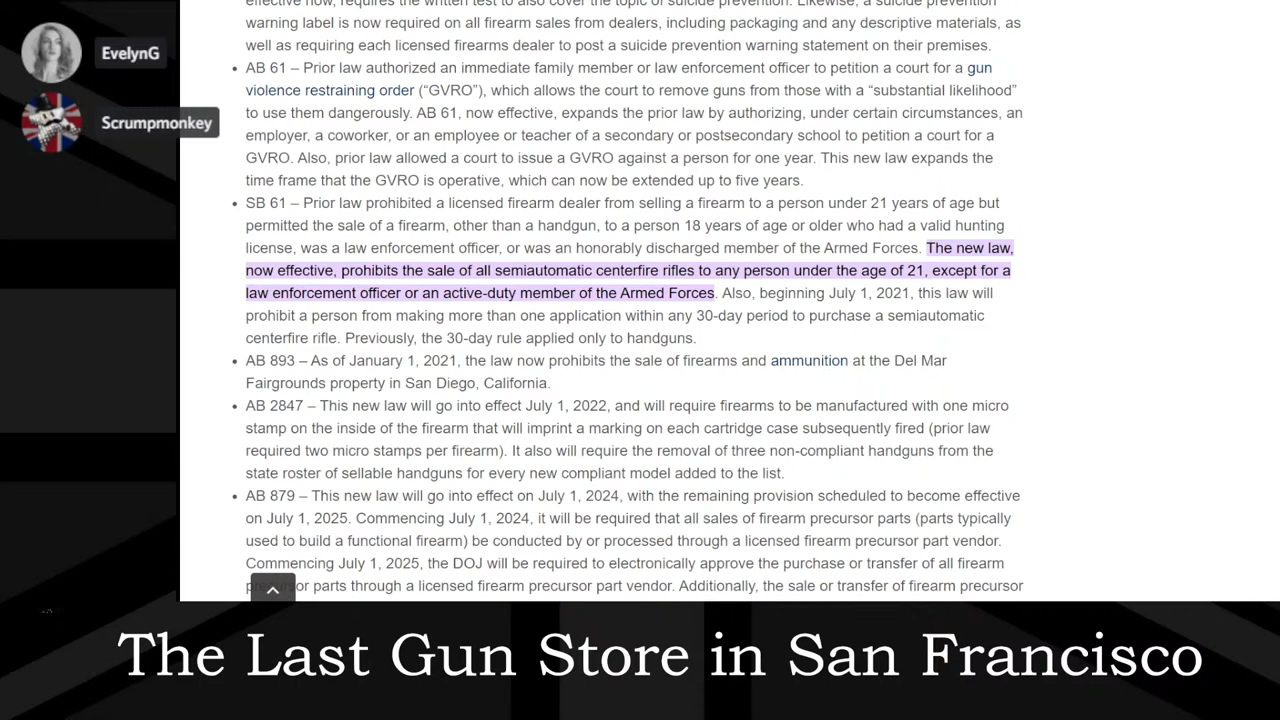 EvelynG
Scrumpmonkey
effective now, requires the written test to also cover the topic of suicide prevention. Likewise, a suicide prevention
warning label is now required on all firearm sales from dealers, including packaging and any descriptive materials, as
well as requiring each licensed firearms dealer to post a suicide prevention warning statement on their premises.
• AB 61 – Prior law authorized an immediate family member or law enforcement officer to petition a court for a gun
violence restraining order (“GVRO”), which allows the court to remove guns from those with a “substantial likelihood”
to use them dangerously. AB 61, now effective, expands the prior law by authorizing, under certain circumstances, an
employer, a coworker, or an employee or teacher of a secondary or postsecondary school to petition a court for a
GVRO. Also, prior law allowed a court to issue a GVRO against a person for one year. This new law expands the
time frame that the GVRO is operative, which can now be extended up to five years.
• SB 61 – Prior law prohibited a licensed firearm dealer from selling a firearm to a person under 21 years of age but
permitted the sale of a firearm, other than a handgun, to a person 18 years of age or older who had a valid hunting
license, was a law enforcement officer, or was an honorably discharged member of the Armed Forces. The new law,
now effective, prohibits the sale of all semiautomatic centerfire rifles to any person under the age of 21, except for a
law enforcement officer or an active-duty member of the Armed Forces. Also, beginning July 1, 2021, this law will
prohibit a person from making more than one application within any 30-day period to purchase a semiautomatic
centerfire rifle. Previously, the 30-day rule applied only to handguns.
• AB 893 – As of January 1, 2021, the law now prohibits the sale of firearms and ammunition at the Del Mar
Fairgrounds property in San Diego, California.
• AB 2847 – This new law will go into effect July 1, 2022, and will require firearms to be manufactured with one micro
stamp on the inside of the firearm that will imprint a marking on each cartridge case subsequently fired (prior law
required two micro stamps per firearm). It also will require the removal of three non-compliant handguns from the
state roster of sellable handguns for every new compliant model added to the list.
• AB 879 – This new law will go into effect on July 1, 2024, with the remaining provision scheduled to become effective
on July 1, 2025. Commencing July 1, 2024, it will be required that all sales of firearm precursor parts (parts typically
used to build a functional firearm) be conducted by or processed through a licensed firearm precursor part vendor.
Commencing July 1, 2025, the DOJ will be required to electronically approve the purchase or transfer of all firearm
precursor parts through a licensed firearm precursor part vendor. Additionally, the sale or transfer of firearm precursor
The Last Gun Store in San Francisco